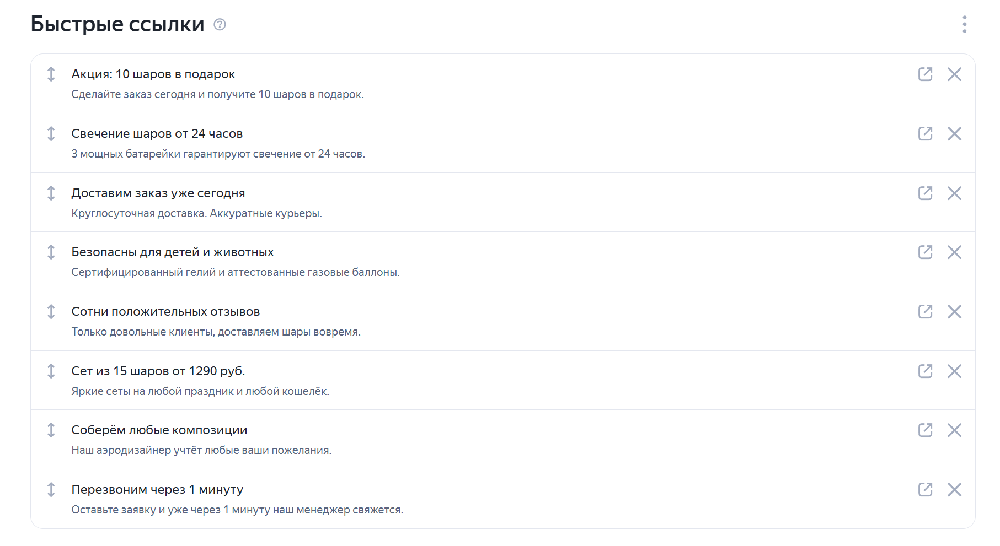 Быстрые ссылки ?
Акция: 10 шаров в подарок
Сделайте заказ сегодня и получите 10 шаров в подарок.
Свечение шаров от 24 часов
3 мощных батарейки гарантируют свечение от 24 часов.
Доставим заказ уже сегодня
Круглосуточная доставка. Аккуратные курьеры.
Безопасны для детей и животных
Сертифицированный гелий и аттестованные газовые баллоны.
Сотни положительных отзывов
Только довольные клиенты, доставляем шары вовремя.
Сет из 15 шаров от 1290 руб.
Яркие сеты на любой праздник и любой кошелёк.
Соберём любые композиции
Наш аэродизайнер учтёт любые ваши пожелания.
Перезвоним через 1 минуту
Оставьте заявку и уже через 1 минуту наш менеджер свяжется.